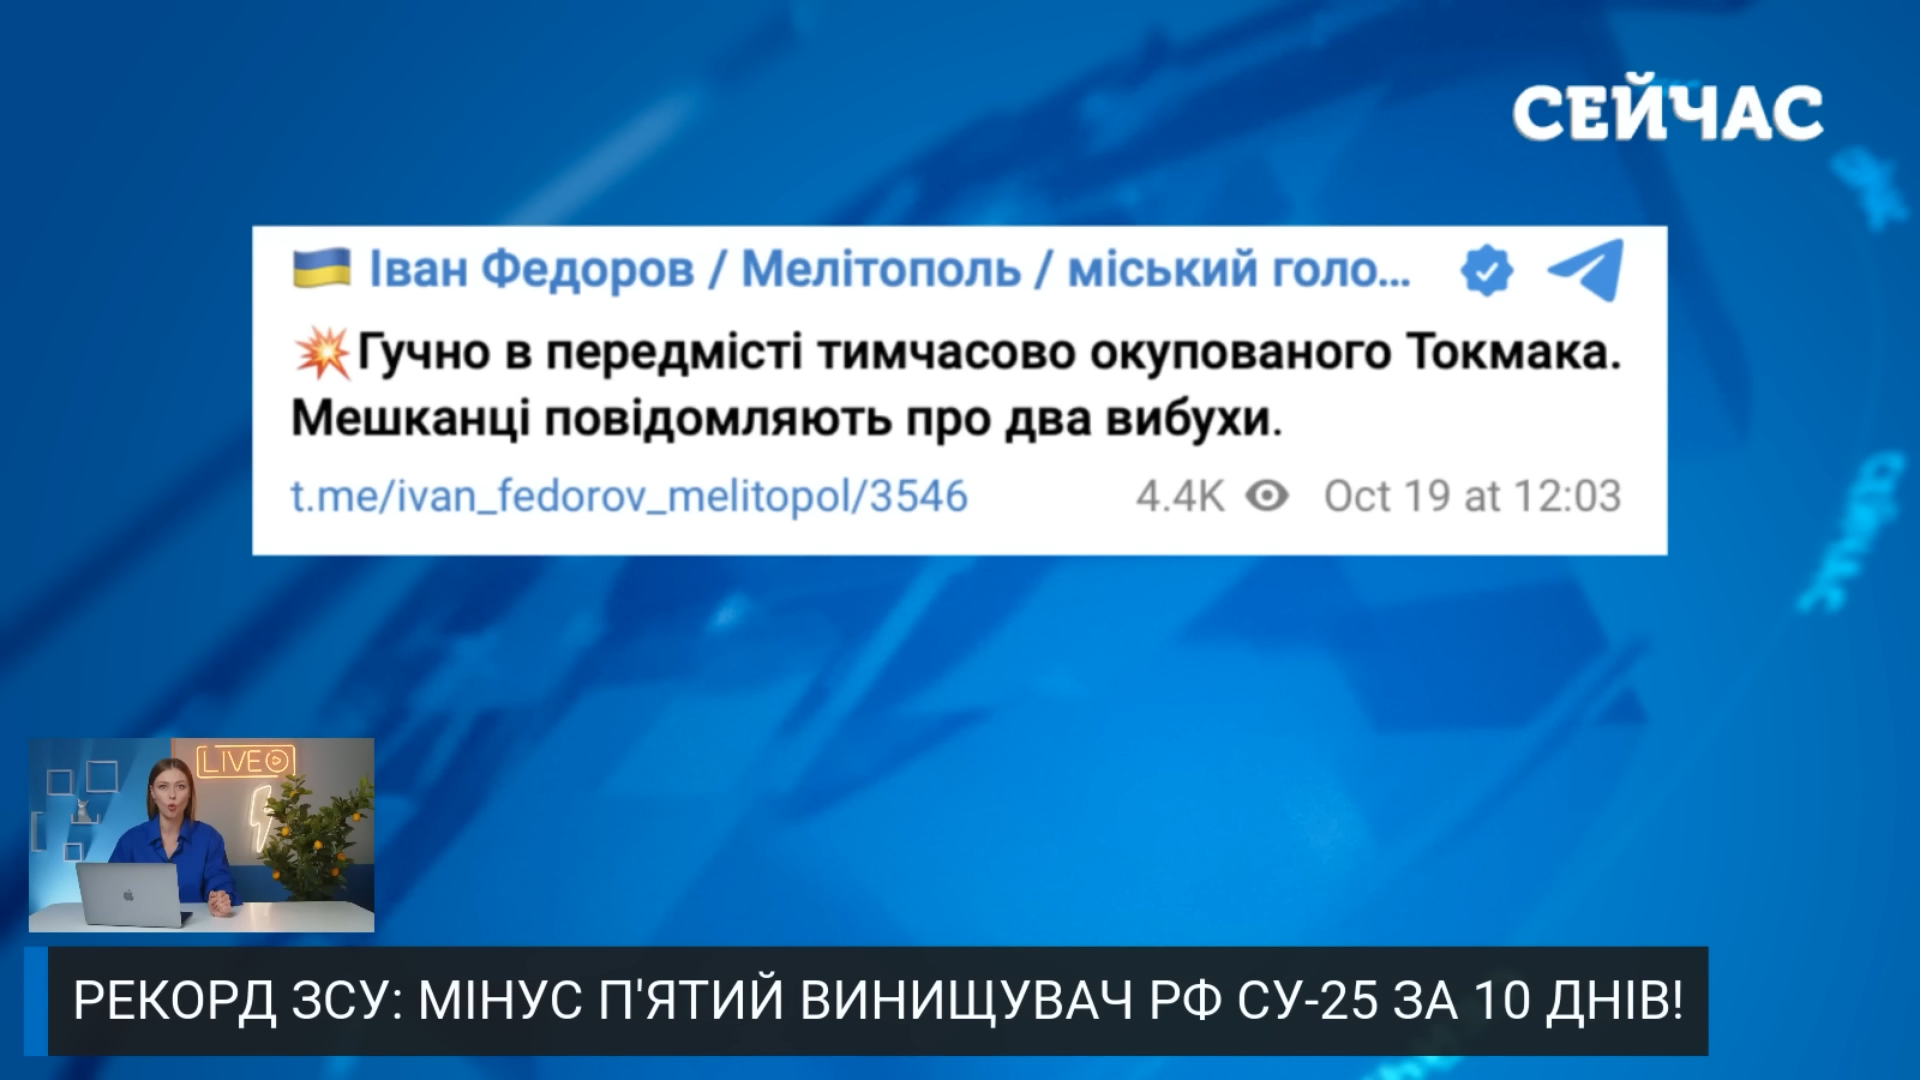 СЕЙЧАС
🇺🇦 Іван Федоров / Мелітополь / міський голо...
💥Гучно в передмісті тимчасово окупованого Токмака.
Мешканці повідомляють про два вибухи.
t.me/ivan_fedorov_melitopol/3546 4.4K Oct 19 at 12:03
LIVE
РЕКОРД ЗСУ: МІНУС П'ЯТИЙ ВИНИЩУВАЧ РФ СУ-25 ЗА 10 ДНІВ!